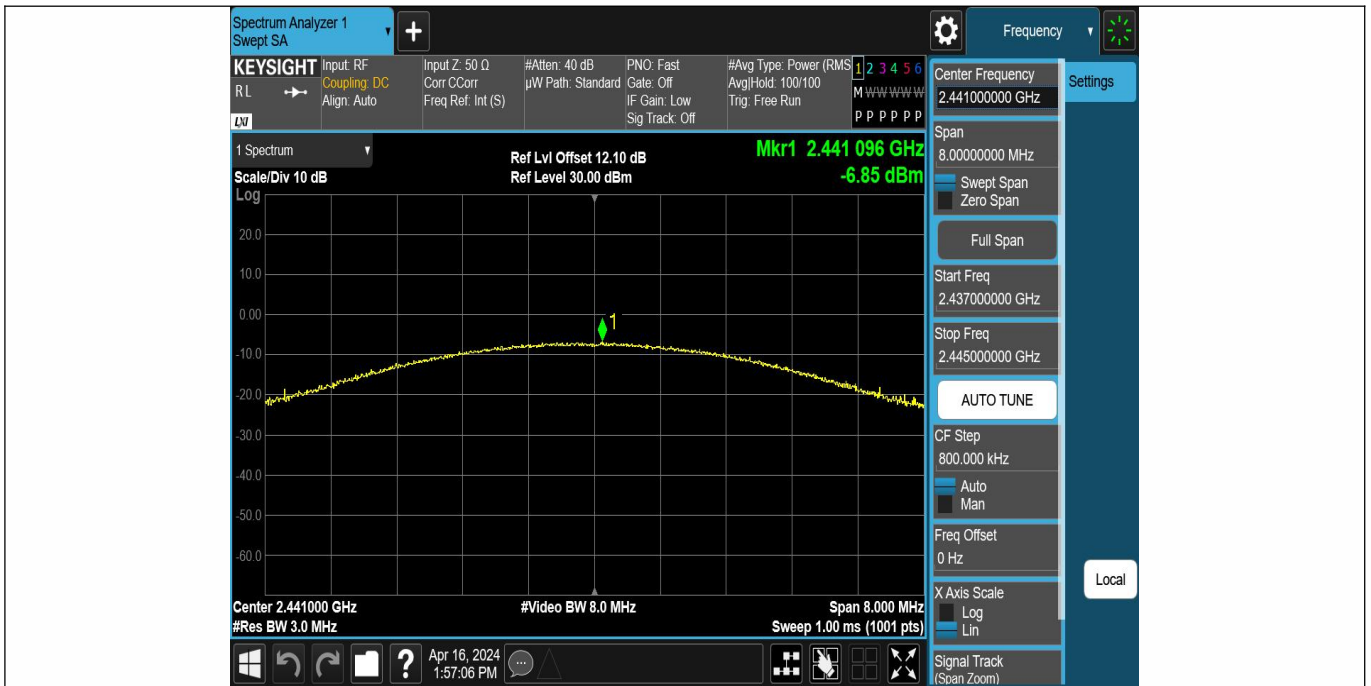 Spectrum Analyzer 1
Swept SA
+
Frequency
KEYSIGHT
RL
LXI
Input: RF
Coupling: DC
Align: Auto
Input Z: 50 Ω
Corr CCorr
Freq Ref: Int (S)
#Atten: 40 dB
µW Path: Standard
PNO: Fast
Gate: Off
IF Gain: Low
Sig Track: Off
#Avg Type: Power (RMS
Avg|Hold: 100/100
Trig: Free Run
1 2 3 4 5 6
M W W W W W
P P P P P P
1 Spectrum
Scale/Div 10 dB
Log
Ref Lvl Offset 12.10 dB
Ref Level 30.00 dBm
Mkr1 2.441 096 GHz
-6.85 dBm
20.0
10.0
0.00
-10.0
-20.0
-30.0
-40.0
-50.0
-60.0
1
Center 2.441000 GHz
#Res BW 3.0 MHz
#Video BW 8.0 MHz
Span 8.000 MHz
Sweep 1.00 ms (1001 pts)
Center Frequency
2.441000000 GHz
Settings
Span
8.00000000 MHz
Swept Span
Zero Span
Full Span
Start Freq
2.437000000 GHz
Stop Freq
2.445000000 GHz
AUTO TUNE
CF Step
800.000 kHz
Auto
Man
Freq Offset
0 Hz
X Axis Scale
Log
Lin
Signal Track
(Span Zoom)
Local
?
Apr 16, 2024
1:57:06 PM